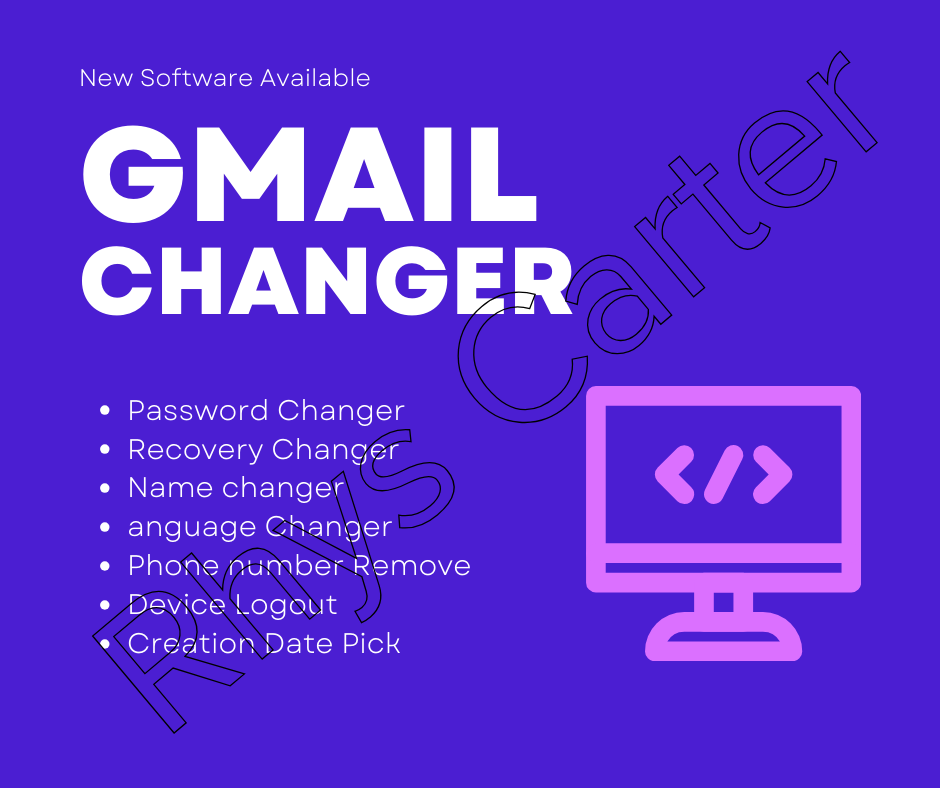 New Software Available
GMAIL
CHANGER
Password Changer
Recovery Changer
Name changer
anguage Changer
Phone number Remove
Device Logout
Creation Date Pick
</>
Rhys Carter